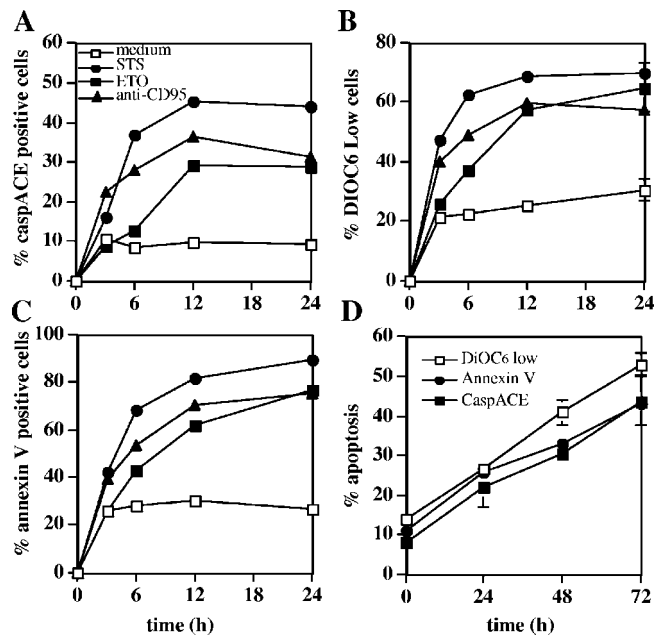 A
% caspACE positive cells
60
50
40
30
20
10
0
medium
STS
ETO
anti-CD95
0 6 12 18 24
B
% DIOC6 Low cells
80
60
40
20
0
0 6 12 18 24
C
% annexin V positive cells
100
80
60
40
20
0
0 6 12 18 24
time (h)
D
% apoptosis
60
50
40
30
20
10
0
DiOC6 low
Annexin V
CaspACE
0 24 48 72
time (h)